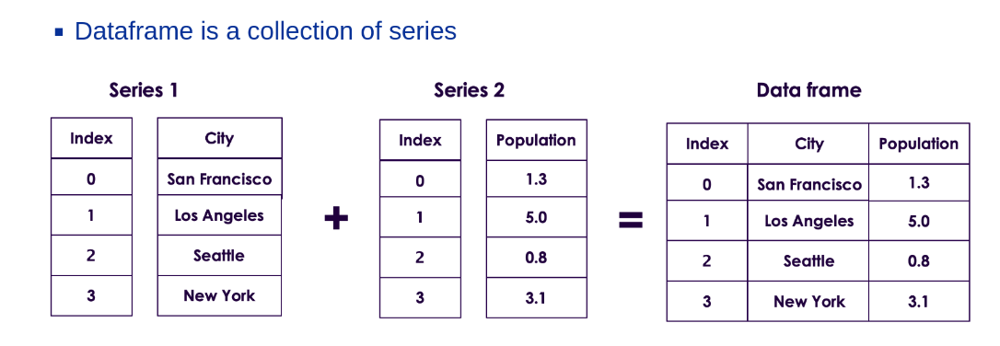 ▪ Dataframe is a collection of series
Series 1 Series 2 Data frame
Index City Index Population Index City Population
0 San Francisco 0 1.3 0 San Francisco 1.3
1 Los Angeles 1 5.0 1 Los Angeles 5.0
2 Seattle 2 0.8 2 Seattle 0.8
3 New York 3 3.1 3 New York 3.1
+ =